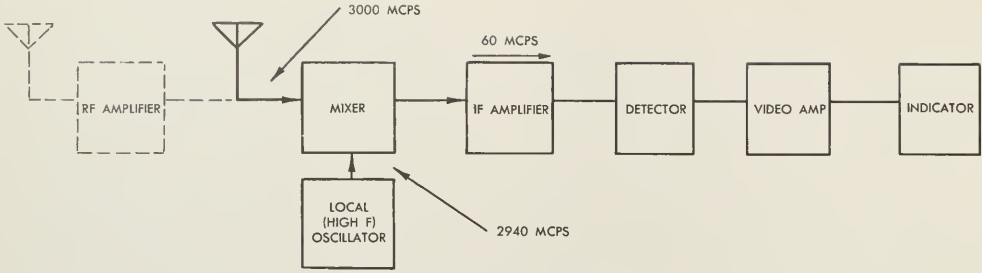 3000 MCPS
60 MCPS
RF AMPLIFIER
MIXER
IF AMPLIFIER
DETECTOR
VIDEO AMP
INDICATOR
LOCAL
(HIGH F)
OSCILLATOR
2940 MCPS